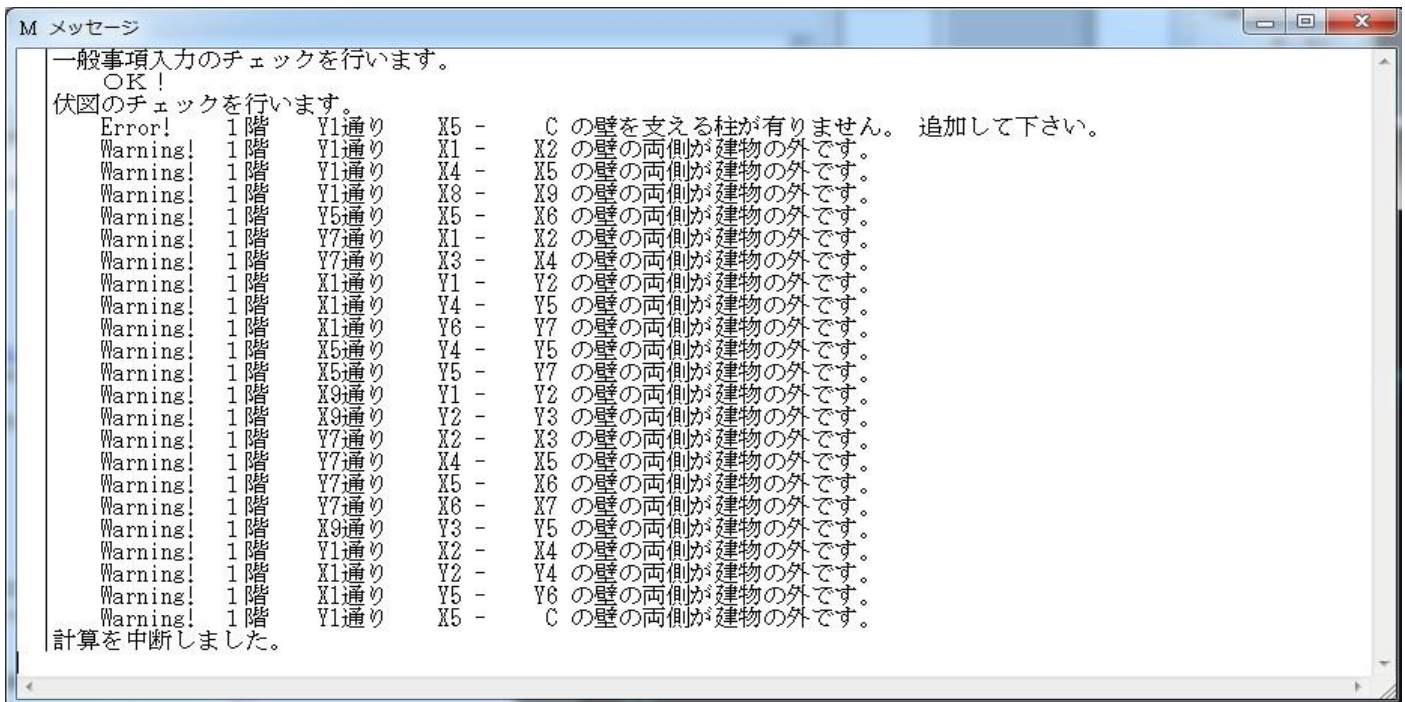 M メッセージ
一般事項入力のチェックを行います。
OK!
伏図のチェックを行います。
Error! 1階 Y1通り X5 - C の壁を支える柱が有りません。 追加して下さい。
Warning! 1階 Y1通り X1 - X2 の壁の両側が建物の外です。
Warning! 1階 Y1通り X4 - X5 の壁の両側が建物の外です。
Warning! 1階 Y1通り X8 - X9 の壁の両側が建物の外です。
Warning! 1階 Y5通り X5 - X6 の壁の両側が建物の外です。
Warning! 1階 Y7通り X1 - X2 の壁の両側が建物の外です。
Warning! 1階 Y7通り X3 - X4 の壁の両側が建物の外です。
Warning! 1階 X1通り Y1 - Y2 の壁の両側が建物の外です。
Warning! 1階 X1通り Y4 - Y5 の壁の両側が建物の外です。
Warning! 1階 X1通り Y6 - Y7 の壁の両側が建物の外です。
Warning! 1階 X5通り Y4 - Y5 の壁の両側が建物の外です。
Warning! 1階 X5通り Y5 - Y7 の壁の両側が建物の外です。
Warning! 1階 X9通り Y1 - Y2 の壁の両側が建物の外です。
Warning! 1階 X9通り Y2 - Y3 の壁の両側が建物の外です。
Warning! 1階 Y7通り X2 - X3 の壁の両側が建物の外です。
Warning! 1階 Y7通り X4 - X5 の壁の両側が建物の外です。
Warning! 1階 Y7通り X5 - X6 の壁の両側が建物の外です。
Warning! 1階 Y7通り X6 - X7 の壁の両側が建物の外です。
Warning! 1階 X9通り Y3 - Y5 の壁の両側が建物の外です。
Warning! 1階 Y1通り X2 - X4 の壁の両側が建物の外です。
Warning! 1階 X1通り Y2 - Y4 の壁の両側が建物の外です。
Warning! 1階 X1通り Y5 - Y6 の壁の両側が建物の外です。
Warning! 1階 Y1通り X5 - C の壁の両側が建物の外です。
計算を中断しました。